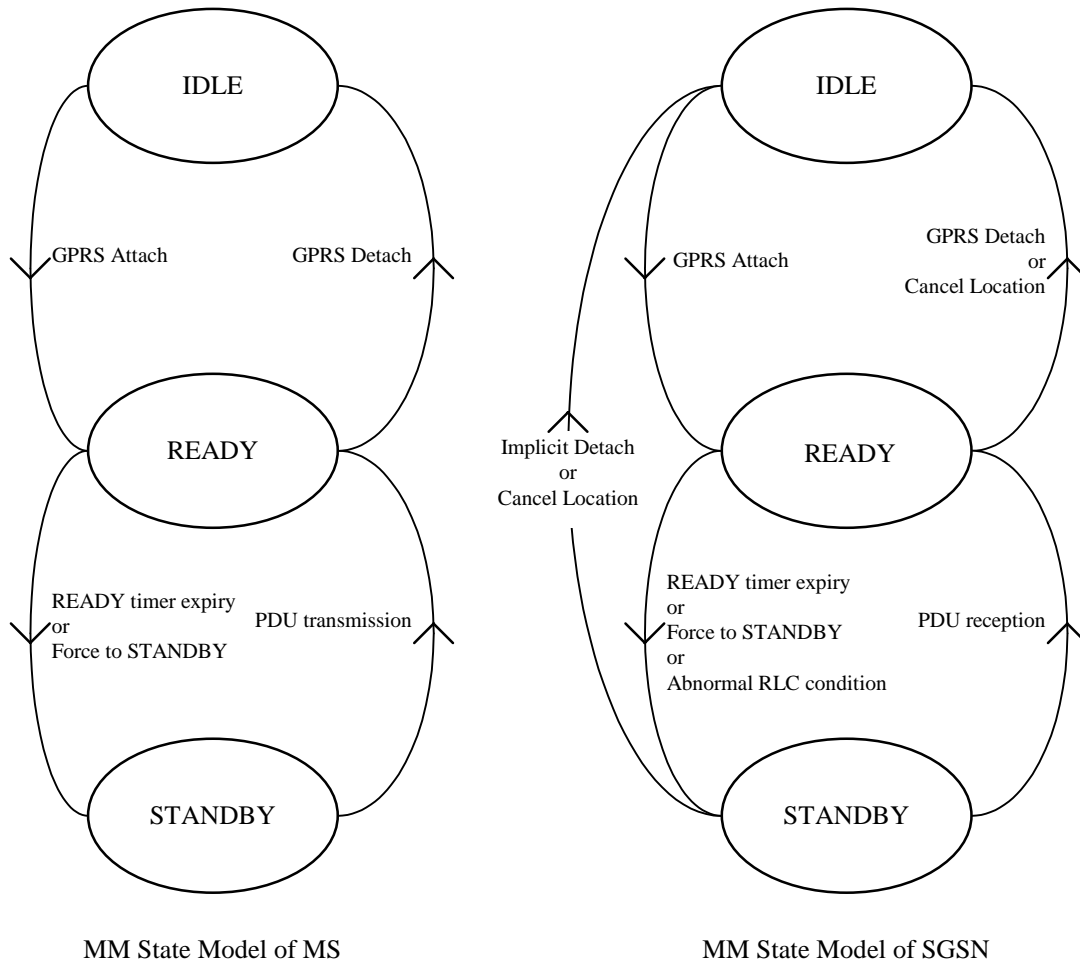 IDLE
GPRS Attach
GPRS Detach
READY
READY timer expiry
or
Force to STANDBY
PDU transmission
STANDBY
MM State Model of MS
IDLE
GPRS Attach
GPRS Detach
or
Cancel Location
Implicit Detach
or
Cancel Location
READY
READY timer expiry
or
Force to STANDBY
or
Abnormal RLC condition
PDU reception
STANDBY
MM State Model of SGSN